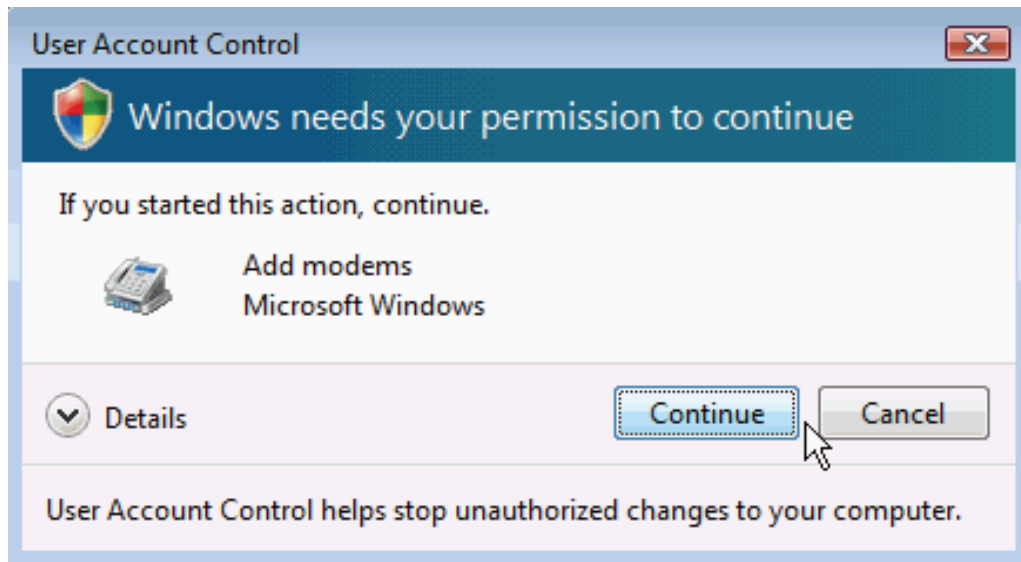 User Account Control
Windows needs your permission to continue
If you started this action, continue.
Add modems
Microsoft Windows
Details
Continue
Cancel
User Account Control helps stop unauthorized changes to your computer.